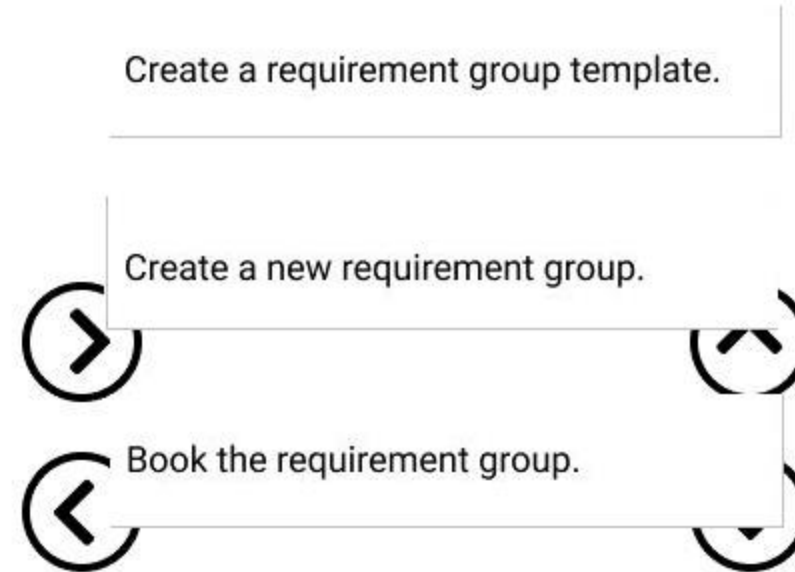 Create a requirement group template.
Create a new requirement group.
Book the requirement group.